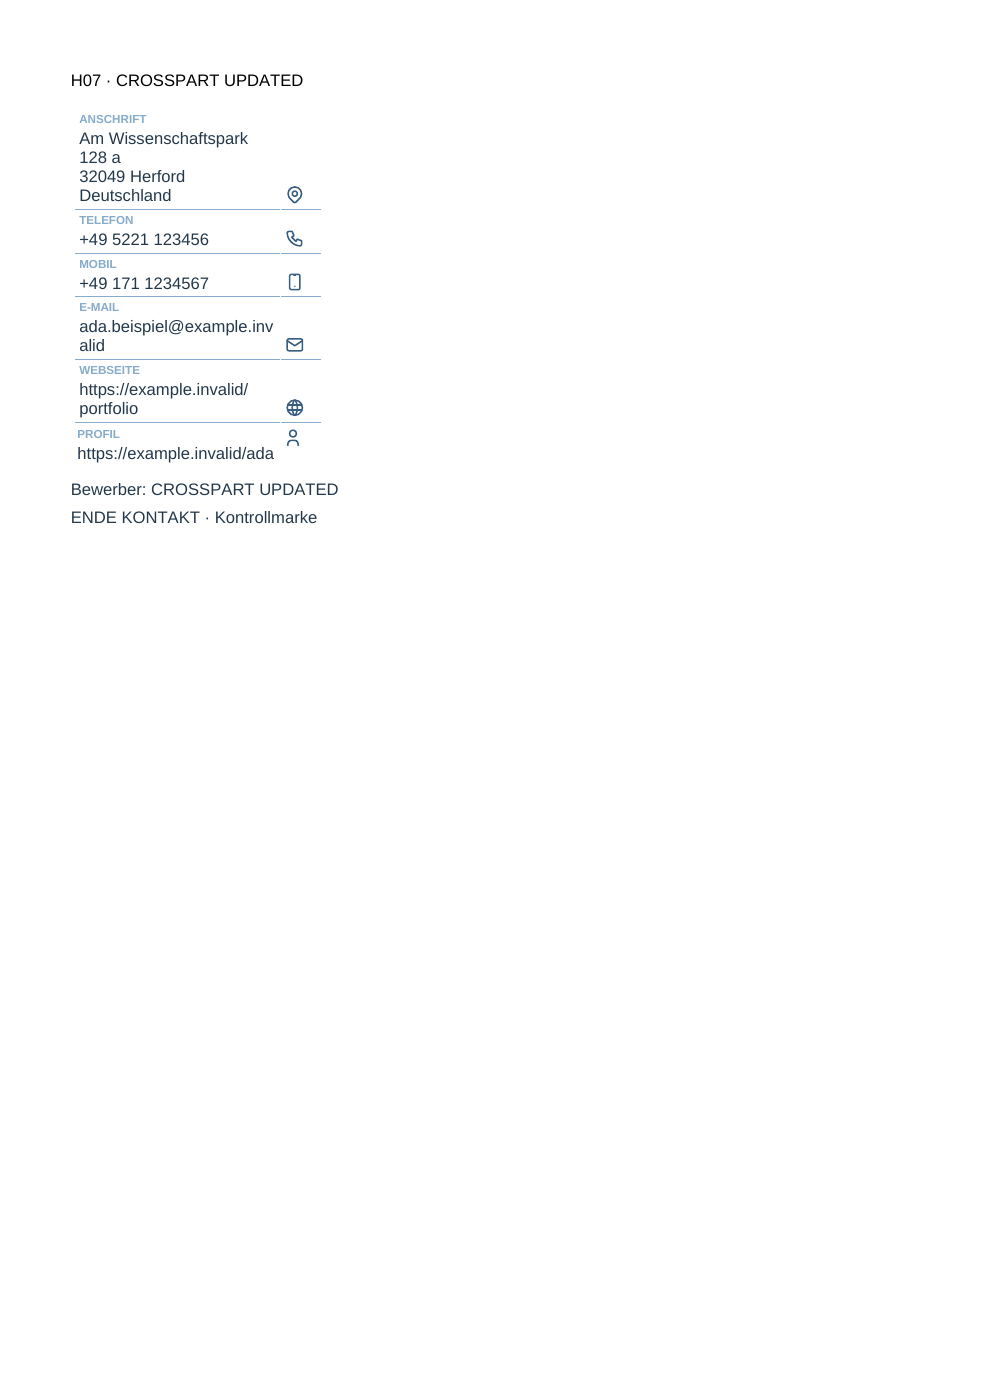 H07 · CROSSPART UPDATED
ANSCHRIFT
Am Wissenschaftspark
128 a
32049 Herford
Deutschland
TELEFON
+49 5221 123456
MOBIL
+49 171 1234567
E-MAIL
ada.beispiel@example.inv
alid
WEBSEITE
https://example.invalid/
portfolio
PROFIL
https://example.invalid/ada
Bewerber: CROSSPART UPDATED
ENDE KONTAKT · Kontrollmarke